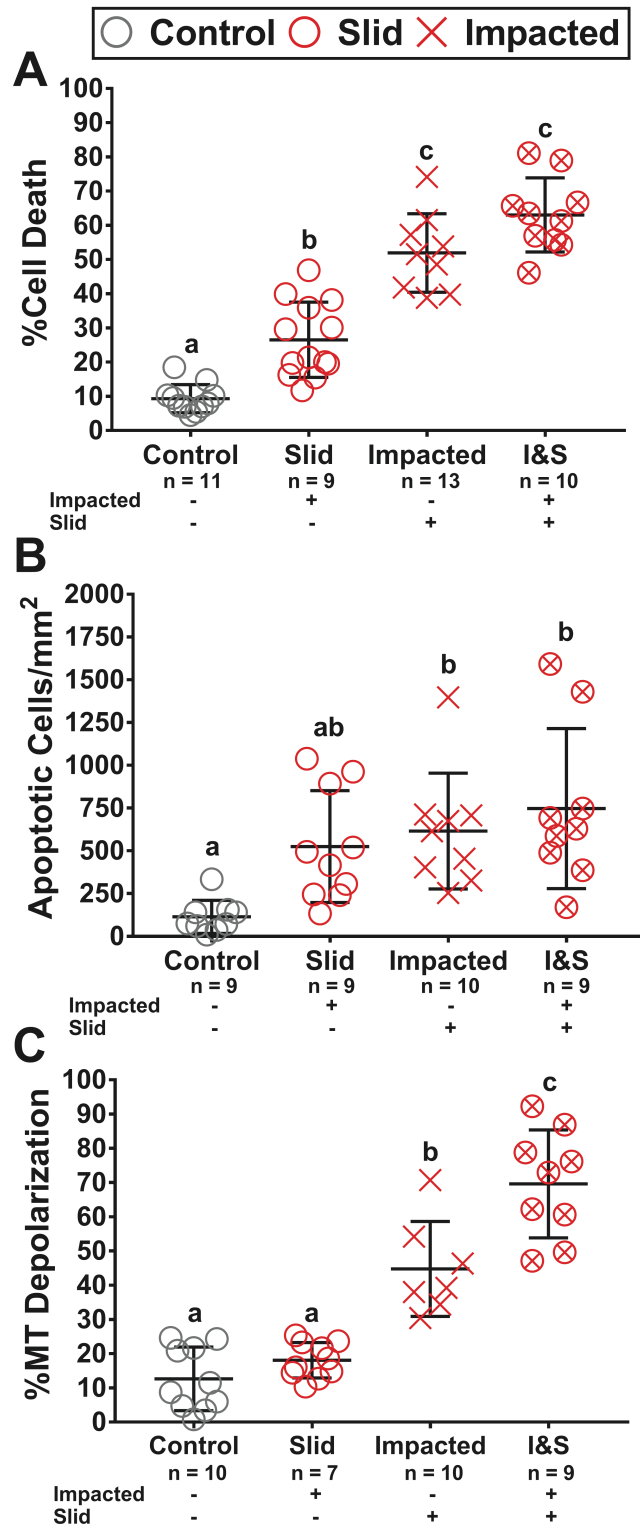 Control Slid Impacted
A
%Cell Death
100
90
80
70
60
50
40
30
20
10
0
a
b
c
c
Control Slid Impacted I&S
n = 11 n = 9 n = 13 n = 10
Impacted - + - +
Slid - - + +
B
Apoptotic Cells/mm²
2000
1750
1500
1250
1000
750
500
250
0
a
ab
b
b
Control Slid Impacted I&S
n = 9 n = 9 n = 10 n = 9
Impacted - + - +
Slid - - + +
C
%MT Depolarization
100
90
80
70
60
50
40
30
20
10
0
a
a
b
c
Control Slid Impacted I&S
n = 10 n = 7 n = 10 n = 9
Impacted - + - +
Slid - - + +